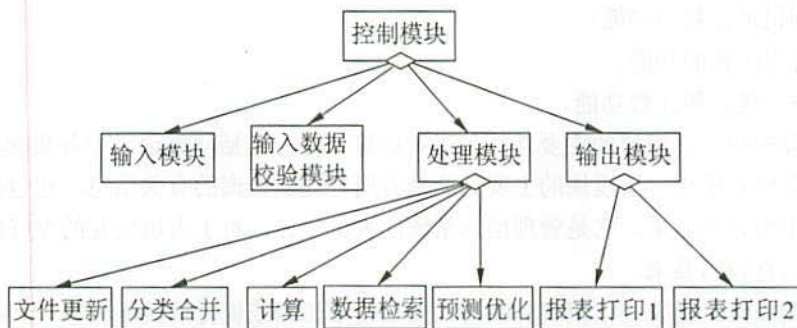 控制模块
输入模块
输入数据
校验模块
处理模块
输出模块
文件更新
分类合并
计算
数据检索
预测优化
报表打印1
报表打印2